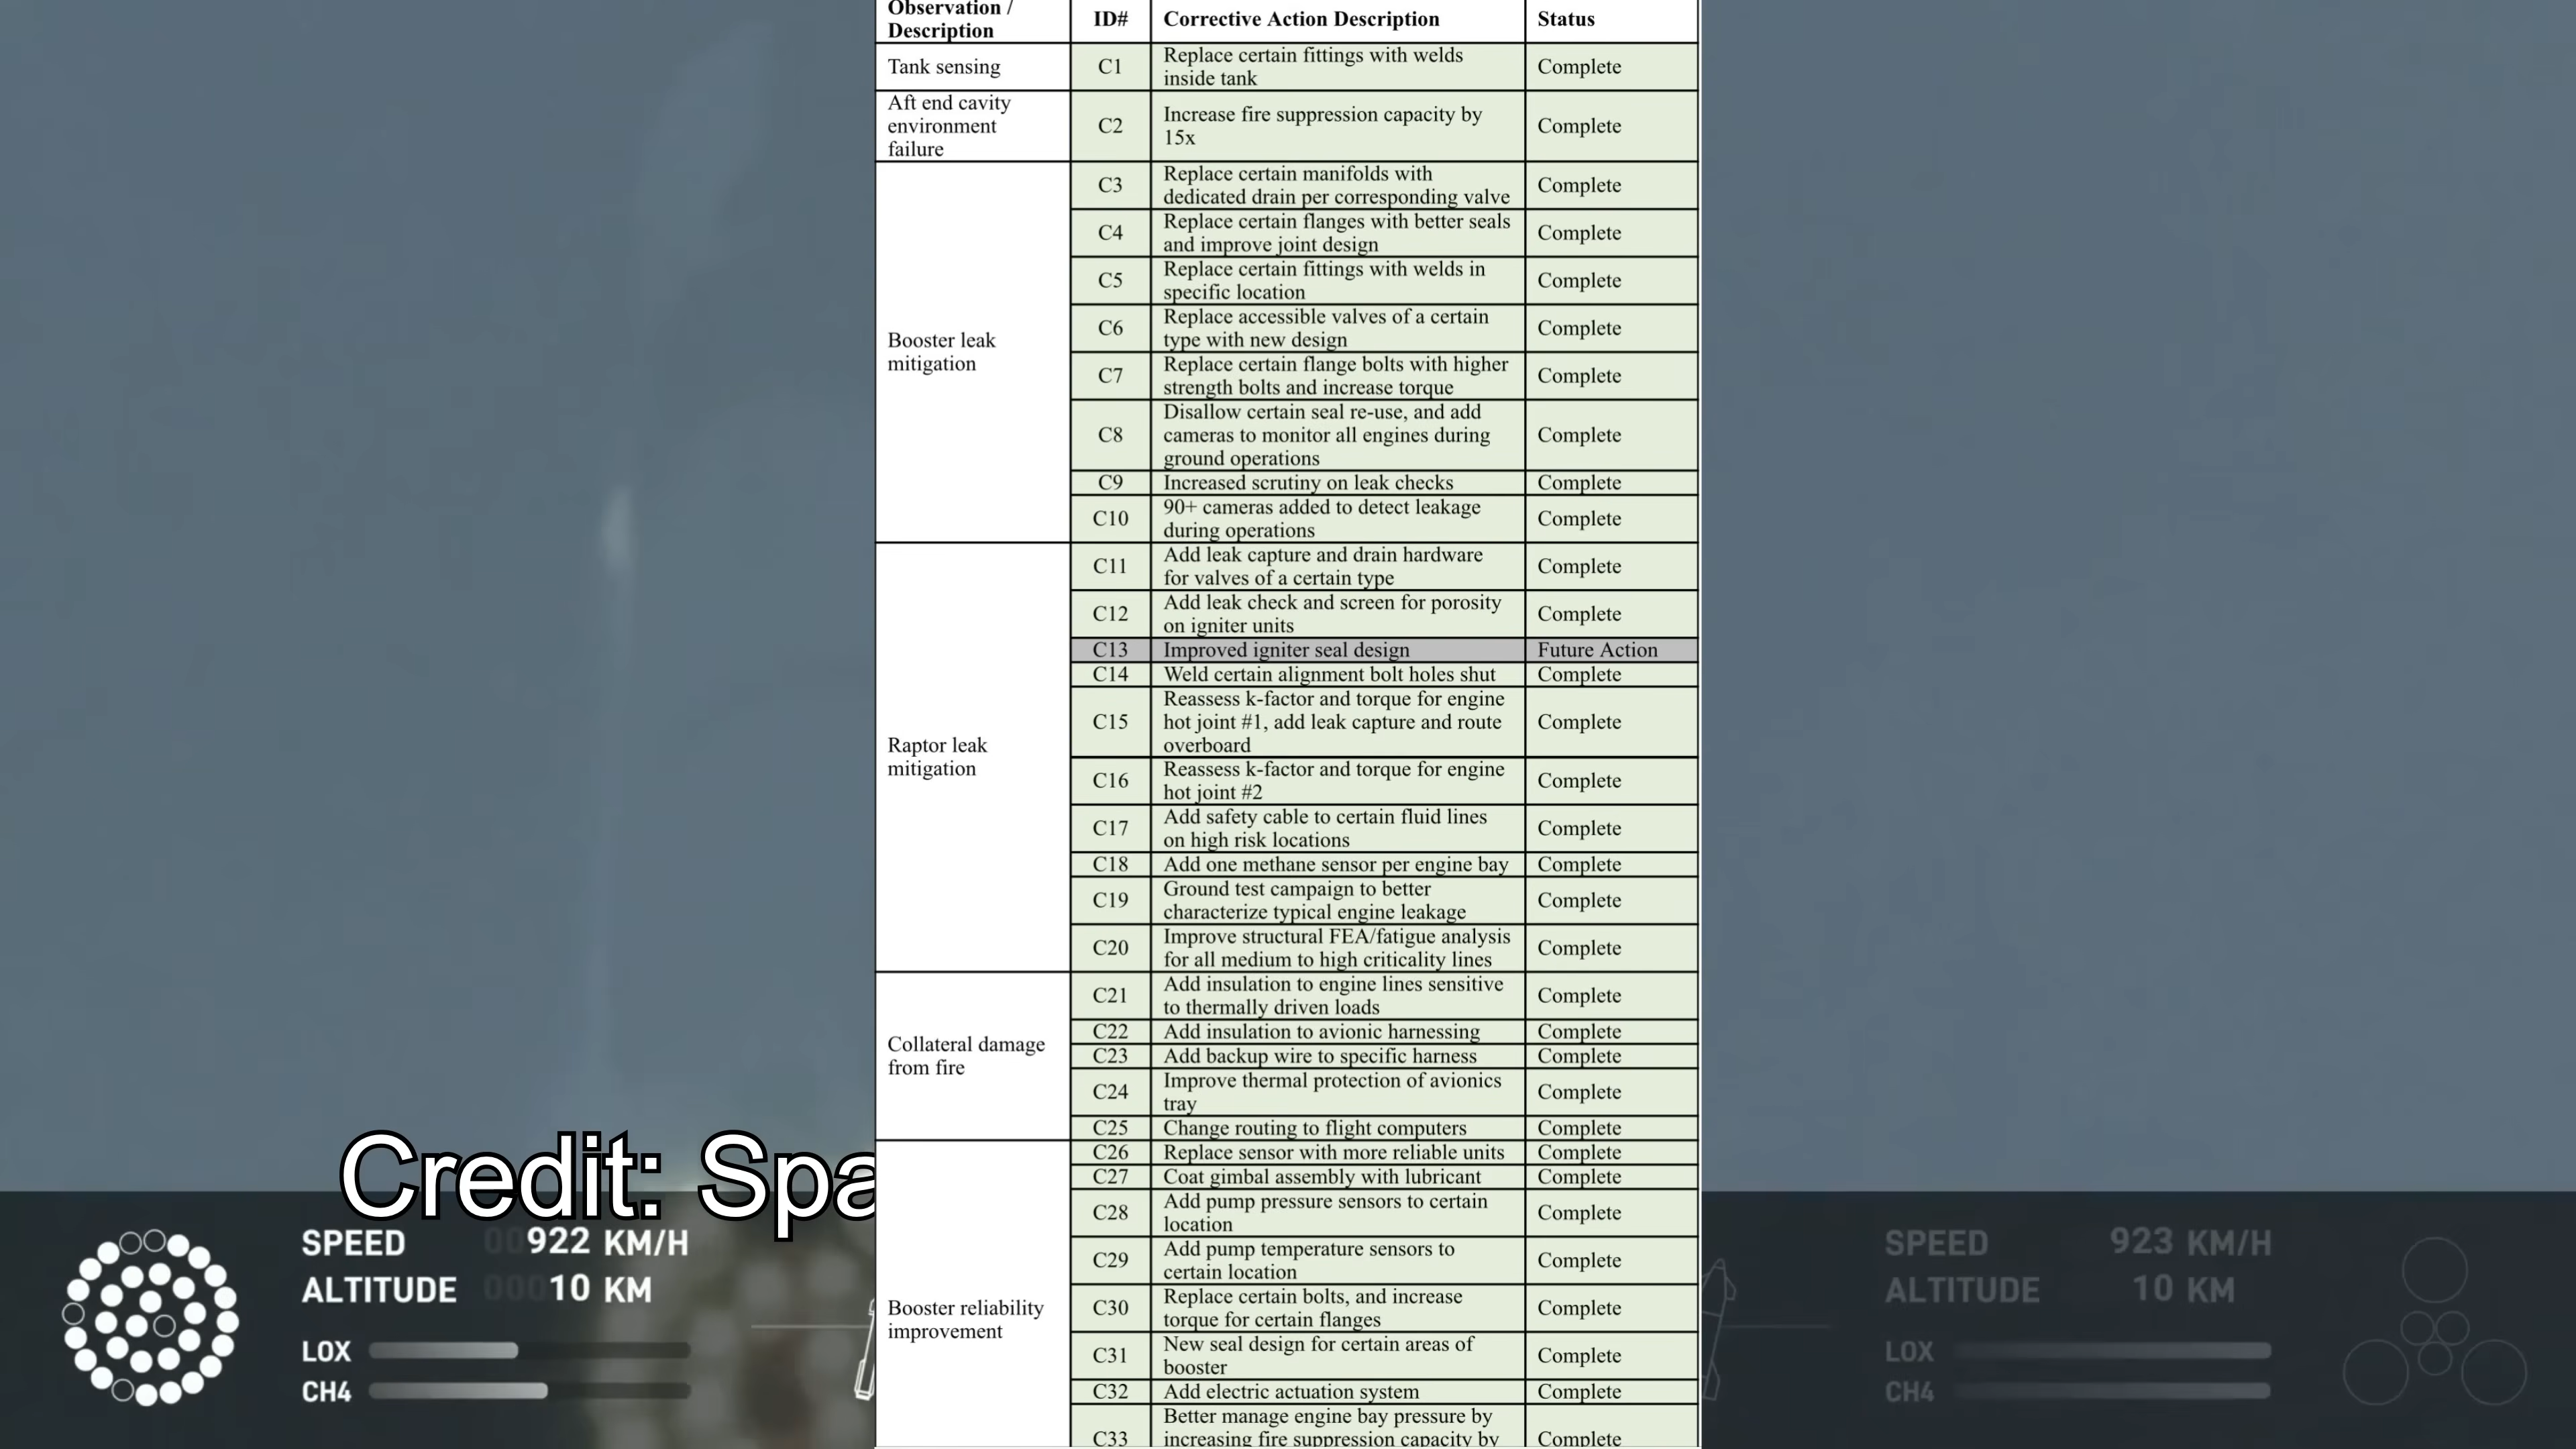 Observation /
Description
ID#
Corrective Action Description
Status
Tank sensing
C1
Replace certain fittings with welds
inside tank
Complete
Aft end cavity
environment
failure
C2
Increase fire suppression capacity by
15x
Complete
Booster leak
mitigation
C3
Replace certain manifolds with
dedicated drain per corresponding valve
Complete
C4
Replace certain flanges with better seals
and improve joint design
Complete
C5
Replace certain fittings with welds in
specific location
Complete
C6
Replace accessible valves of a certain
type with new design
Complete
C7
Replace certain flange bolts with higher
strength bolts and increase torque
Complete
C8
Disallow certain seal re-use, and add
cameras to monitor all engines during
ground operations
Complete
C9
Increased scrutiny on leak checks
Complete
C10
90+ cameras added to detect leakage
during operations
Complete
Raptor leak
mitigation
C11
Add leak capture and drain hardware
for valves of a certain type
Complete
C12
Add leak check and screen for porosity
on igniter units
Complete
C13
Improved igniter seal design
Future Action
C14
Weld certain alignment bolt holes shut
Complete
C15
Reassess k-factor and torque for engine
hot joint #1, add leak capture and route
overboard
Complete
C16
Reassess k-factor and torque for engine
hot joint #2
Complete
C17
Add safety cable to certain fluid lines
on high risk locations
Complete
C18
Add one methane sensor per engine bay
Complete
C19
Ground test campaign to better
characterize typical engine leakage
Complete
C20
Improve structural FEA/fatigue analysis
for all medium to high criticality lines
Complete
Collateral damage
from fire
C21
Add insulation to engine lines sensitive
to thermally driven loads
Complete
C22
Add insulation to avionic harnessing
Complete
C23
Add backup wire to specific harness
Complete
C24
Improve thermal protection of avionics
tray
Complete
C25
Change routing to flight computers
Complete
Booster reliability
improvement
C26
Replace sensor with more reliable units
Complete
C27
Coat gimbal assembly with lubricant
Complete
C28
Add pump pressure sensors to certain
location
Complete
C29
Add pump temperature sensors to
certain location
Complete
C30
Replace certain bolts, and increase
torque for certain flanges
Complete
C31
New seal design for certain areas of
booster
Complete
C32
Add electric actuation system
Complete
C33
Better manage engine bay pressure by
increasing fire suppression capacity by
Complete
Credit: Spa
SPEED 00922 KM/H
ALTITUDE 00010 KM
LOX
CH4
SPEED 923 KM/H
ALTITUDE 10 KM
LOX
CH4